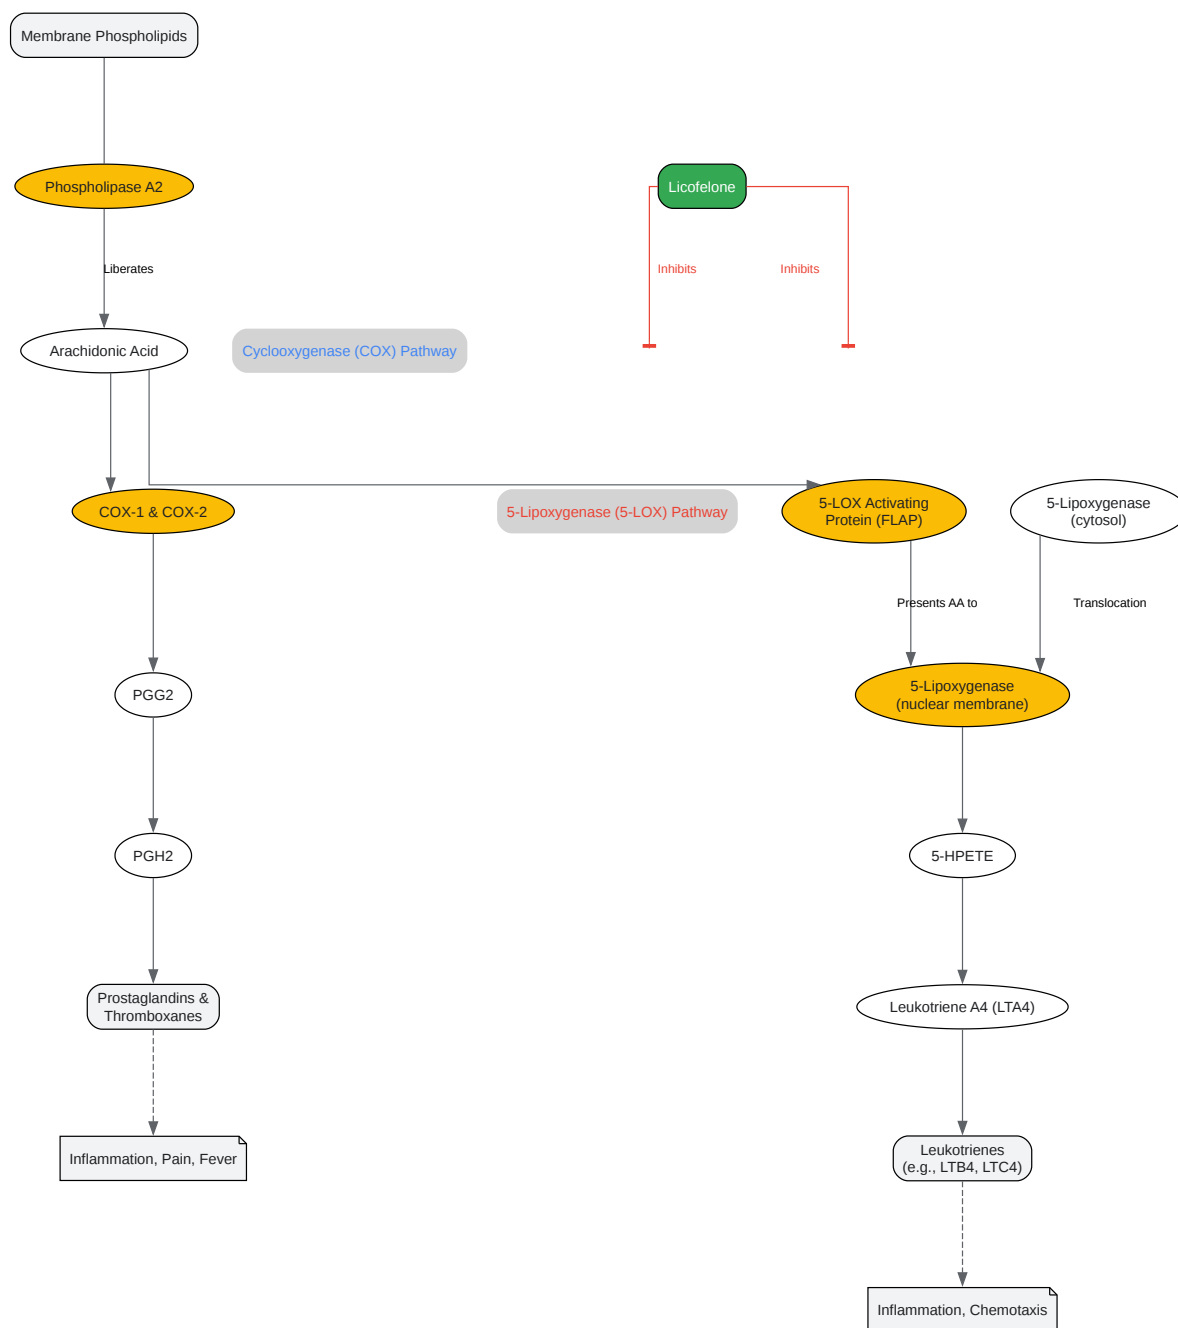 Membrane Phospholipids
Phospholipase A2
Licofelone
Liberates
Inhibits
Inhibits
Arachidonic Acid
Cyclooxygenase (COX) Pathway
COX-1 & COX-2
5-Lipoxygenase (5-LOX) Pathway
5-LOX Activating
Protein (FLAP)
5-Lipoxygenase
(cytosol)
Presents AA to
Translocation
PGG2
5-Lipoxygenase
(nuclear membrane)
PGH2
5-HPETE
Prostaglandins &
Thromboxanes
Leukotriene A4 (LTA4)
Inflammation, Pain, Fever
Leukotrienes
(e.g., LTB4, LTC4)
Inflammation, Chemotaxis